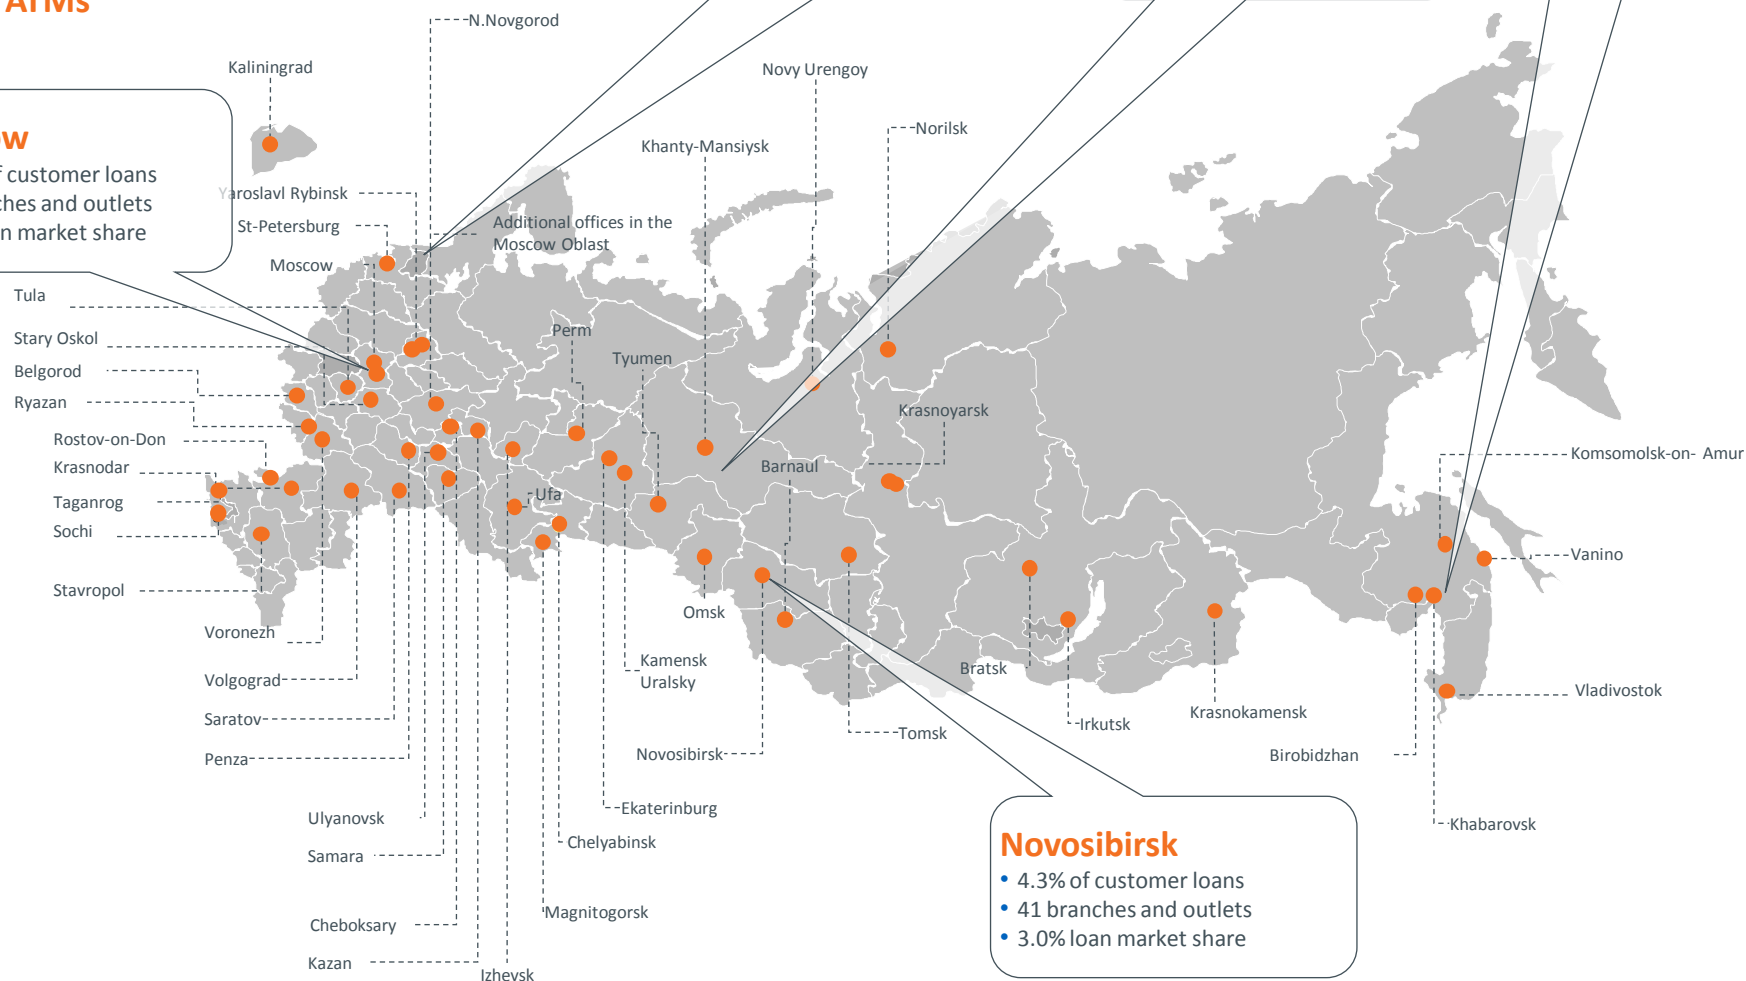 ATMs
N.Novgorod
Kaliningrad
Novy Urengoy
Norilsk
Khanty-Mansiysk
customer loans
and outlets
market share
Yaroslavl Rybinsk
St-Petersburg
Additional offices in the
Moscow Oblast
Moscow
Tula
Stary Oskol
Perm
Tyumen
Belgorod
Ryazan
Krasnoyarsk
Rostov-on-Don
Krasnodar
Barnaul
Komsomolsk-on- Amur
Taganrog
Ufa
Sochi
Vanino
Stavropol
Omsk
Voronezh
Kamensk
Uralsky
Bratsk
Volgograd
Vladivostok
Saratov
Krasnokamensk
Irkutsk
Tomsk
Penza
Novosibirsk
Birobidzhan
Ekaterinburg
Ulyanovsk
Khabarovsk
Chelyabinsk
Samara
Novosibirsk
• 4.3% of customer loans
• 41 branches and outlets
• 3.0% loan market share
Magnitogorsk
Cheboksary
Kazan
Izhevsk